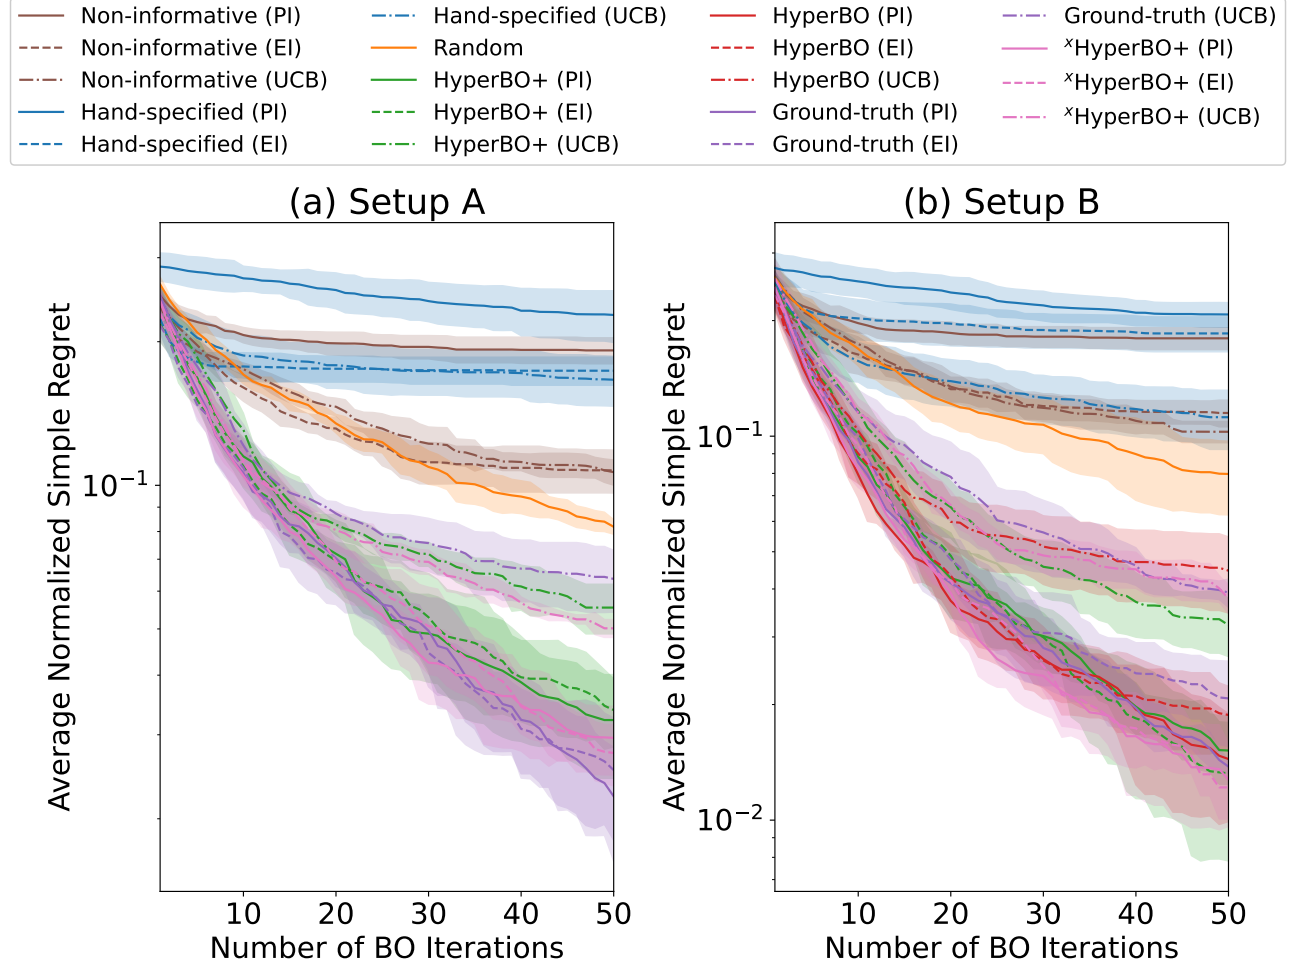 Non-informative (PI)
Non-informative (EI)
Non-informative (UCB)
Hand-specified (PI)
Hand-specified (EI)
Hand-specified (UCB)
Random
HyperBO+ (PI)
HyperBO+ (EI)
HyperBO+ (UCB)
HyperBO (PI)
HyperBO (EI)
HyperBO (UCB)
Ground-truth (PI)
Ground-truth (EI)
Ground-truth (UCB)
ˣHyperBO+ (PI)
ˣHyperBO+ (EI)
ˣHyperBO+ (UCB)
(a) Setup A
Average Normalized Simple Regret
10⁻¹
10 20 30 40 50
Number of BO Iterations
(b) Setup B
Average Normalized Simple Regret
10⁻¹
10⁻²
10 20 30 40 50
Number of BO Iterations